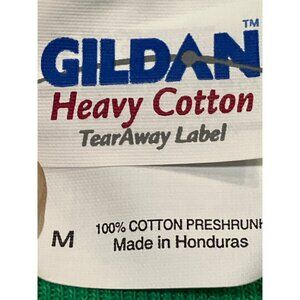 GILDAN™
Heavy Cotton
TearAway Label
M
100% COTTON PRESHRUNK
Made in Honduras